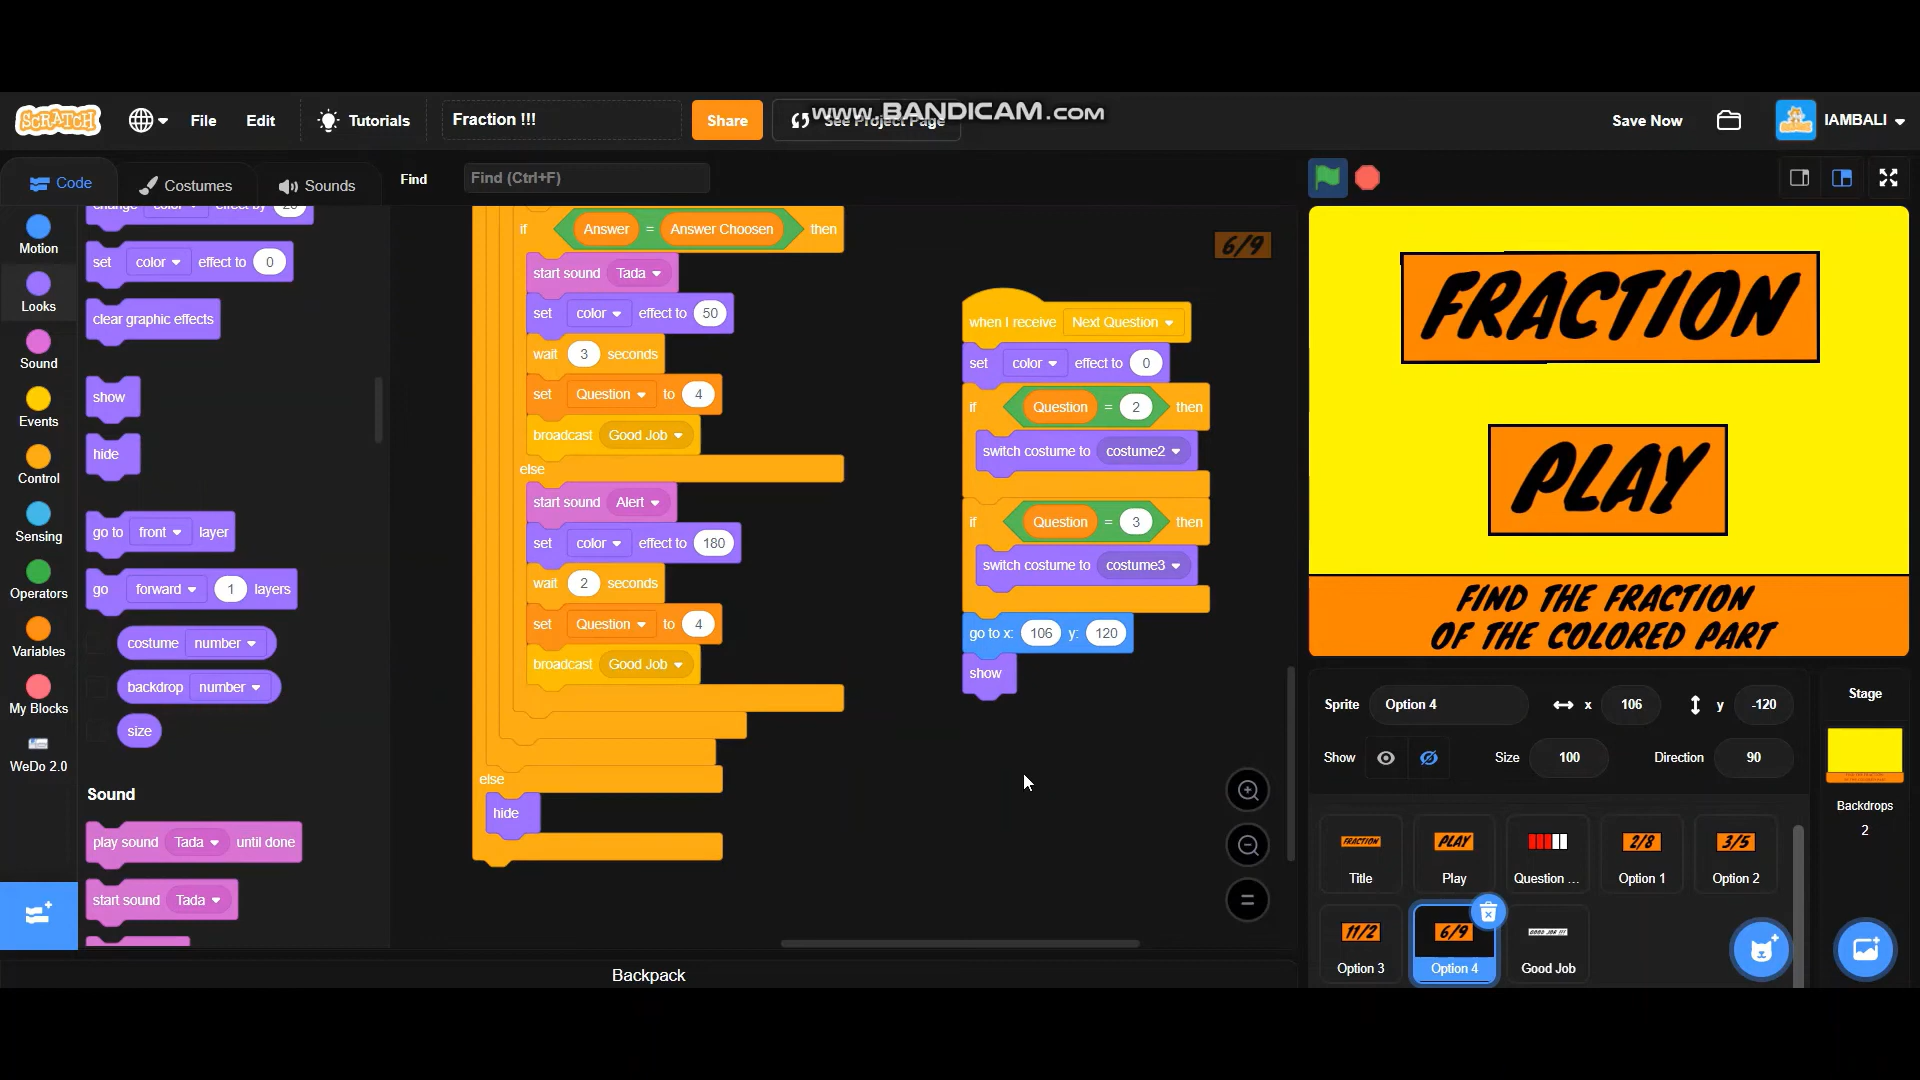 www.BANDICAM.com
SCRATCH
File
Edit
Tutorials
Fraction !!!
Share
See Project Page
Save Now
IAMBALI
Code
Costumes
Sounds
Find
Find (Ctrl+F)
Motion
Looks
Sound
Events
Control
Sensing
Operators
Variables
My Blocks
WeDo 2.0
change color effect by 25
set color effect to 0
clear graphic effects
show
hide
go to front layer
go forward 1 layers
costume number
backdrop number
size
Sound
play sound Tada until done
start sound Tada
if Answer = Answer Choosen then
start sound Tada
set color effect to 50
wait 3 seconds
set Question to 4
broadcast Good Job
else
start sound Alert
set color effect to 180
wait 2 seconds
set Question to 4
broadcast Good Job
else
hide
6/9
when I receive Next Question
set color effect to 0
if Question = 2 then
switch costume to costume2
if Question = 3 then
switch costume to costume3
go to x: 106 y: 120
show
Backpack
FRACTION
PLAY
FIND THE FRACTION
OF THE COLORED PART
Sprite Option 4 x 106 y -120
Show Size 100 Direction 90
Stage
Backdrops
2
FRACTION
Title
PLAY
Play
Question ...
2/8
Option 1
3/5
Option 2
11/2
Option 3
6/9
Option 4
GOOD JOB !!!
Good Job